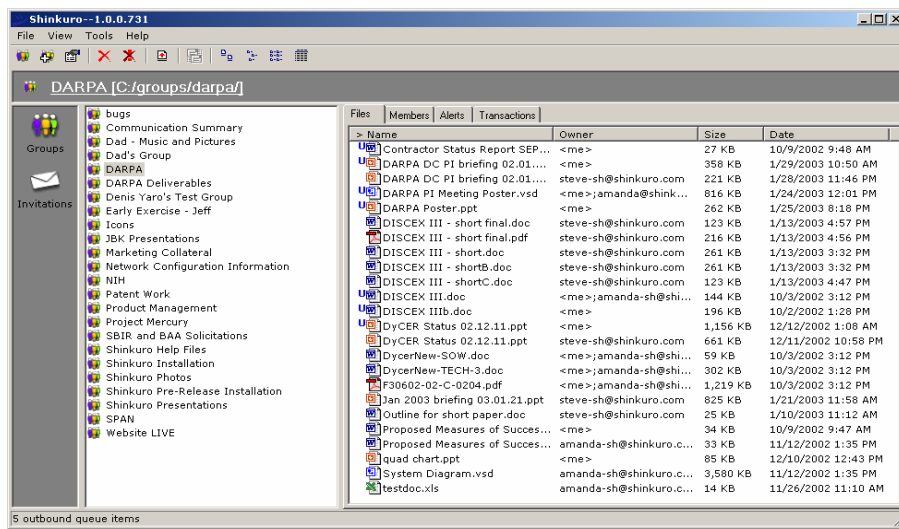 Shinkuro--1.0.0.731
File View Tools Help
DARPA [C:/groups/darpa/]
Groups
Invitations
bugs
Communication Summary
Dad - Music and Pictures
Dad's Group
DARPA
DARPA Deliverables
Denis Yaro's Test Group
Early Exercise - Jeff
Icons
JBK Presentations
Marketing Collateral
Network Configuration Information
NIH
Patent Work
Product Management
Project Mercury
SBIR and BAA Solicitations
Shinkuro Help Files
Shinkuro Installation
Shinkuro Photos
Shinkuro Pre-Release Installation
Shinkuro Presentations
SPAN
Website LIVE
Files Members Alerts Transactions
> Name Owner Size Date
U Contractor Status Report SEP... <me> 27 KB 10/9/2002 9:48 AM
U DARPA DC PI briefing 02.01.... <me> 358 KB 1/29/2003 10:50 AM
DARPA DC PI briefing 02.01.... steve-sh@shinkuro.com 221 KB 1/28/2003 11:46 PM
U DARPA PI Meeting Poster.vsd <me>;amanda@shink... 816 KB 1/24/2003 12:01 PM
U DARPA Poster.ppt <me> 262 KB 1/25/2003 8:18 PM
DISCEX III - short final.doc steve-sh@shinkuro.com 123 KB 1/13/2003 4:57 PM
DISCEX III - short final.pdf steve-sh@shinkuro.com 216 KB 1/13/2003 4:56 PM
DISCEX III - short.doc steve-sh@shinkuro.com 261 KB 1/13/2003 3:32 PM
DISCEX III - shortB.doc steve-sh@shinkuro.com 261 KB 1/13/2003 3:32 PM
DISCEX III - shortC.doc steve-sh@shinkuro.com 123 KB 1/13/2003 4:47 PM
U DISCEX III.doc <me>;amanda-sh@shi... 144 KB 10/3/2002 3:12 PM
U DISCEX IIIb.doc <me> 196 KB 10/2/2002 1:28 PM
U DyCER Status 02.12.11.ppt <me> 1,156 KB 12/12/2002 1:08 AM
DyCER Status 02.12.11.ppt steve-sh@shinkuro.com 661 KB 12/11/2002 10:58 PM
DycerNew-SOW.doc <me>;amanda-sh@shi... 59 KB 10/3/2002 3:12 PM
DycerNew-TECH-3.doc <me>;amanda-sh@shi... 302 KB 10/3/2002 3:12 PM
F30602-02-C-0204.pdf <me>;amanda-sh@shi... 1,219 KB 10/3/2002 3:12 PM
Jan 2003 briefing 03.01.21.ppt steve-sh@shinkuro.com 825 KB 1/21/2003 11:58 AM
Outline for short paper.doc steve-sh@shinkuro.com 25 KB 1/10/2003 11:12 AM
Proposed Measures of Succes... <me> 34 KB 10/9/2002 9:47 AM
Proposed Measures of Succes... amanda-sh@shinkuro.c... 33 KB 11/12/2002 1:35 PM
quad chart.ppt <me> 85 KB 12/10/2002 12:43 PM
System Diagram.vsd amanda-sh@shinkuro.c... 3,580 KB 11/12/2002 1:35 PM
testdoc.xls amanda-sh@shinkuro.c... 14 KB 11/26/2002 11:10 AM
5 outbound queue items